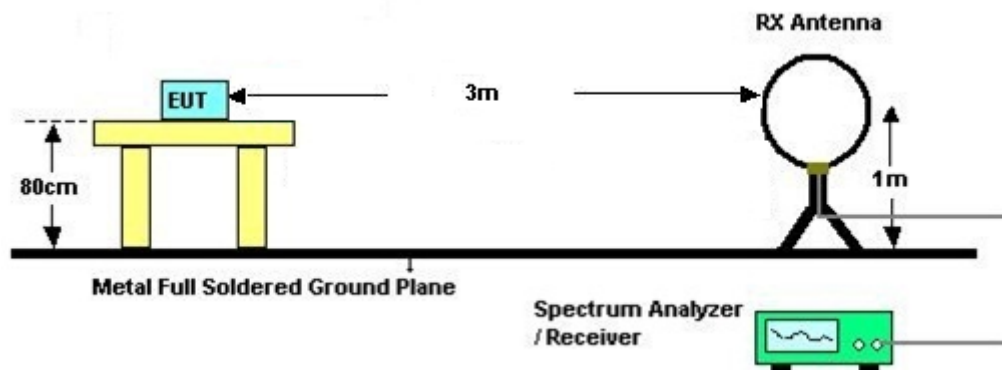 RX Antenna
EUT
3m
80cm
1m
Metal Full Soldered Ground Plane
Spectrum Analyzer
/ Receiver